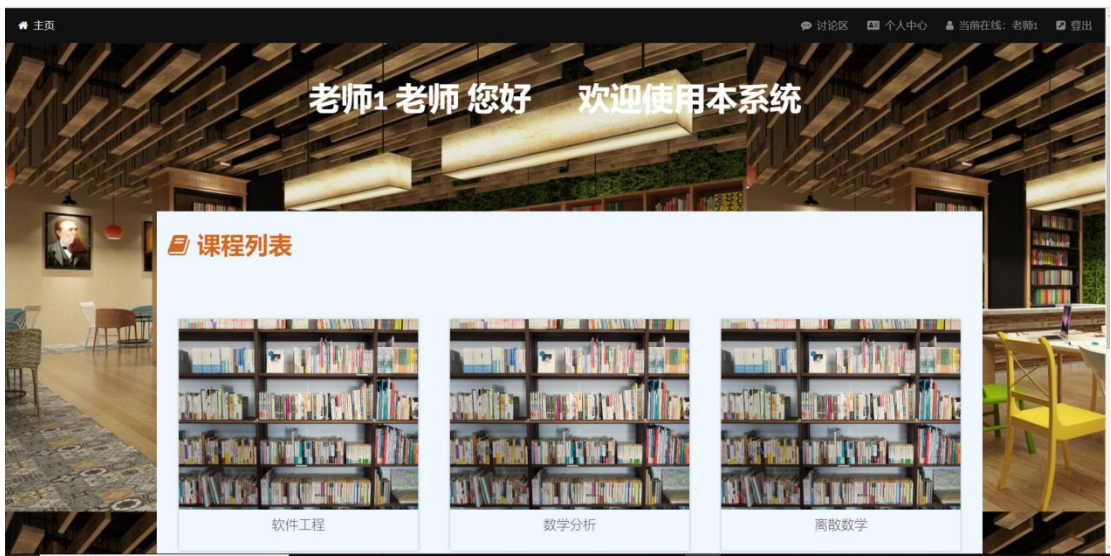 主页 讨论区 个人中心 当前在线：老师1 登出
老师1 老师 您好 欢迎使用本系统
课程列表
软件工程 数学分析 离散数学